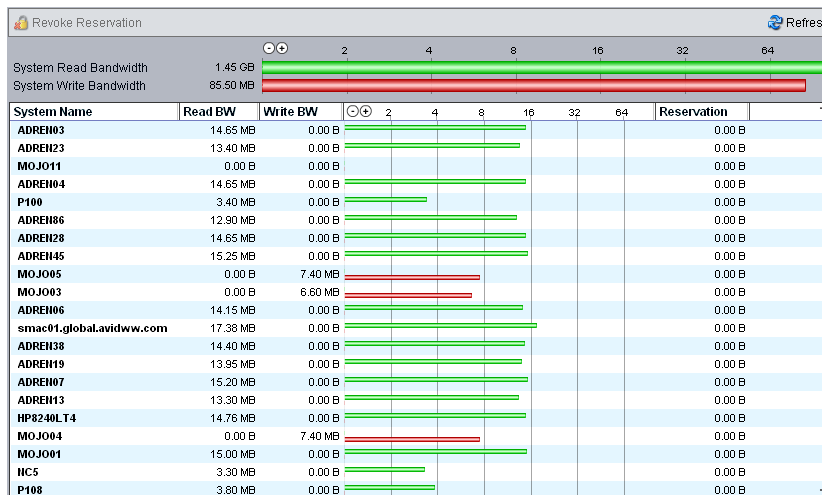 Revoke Reservation Refres
2 4 8 16 32 64
System Read Bandwidth 1.45 GB
System Write Bandwidth 85.50 MB
System Name Read BW Write BW 2 4 8 16 32 64 Reservation
ADREN03 14.65 MB 0.00 B 0.00 B
ADREN23 13.40 MB 0.00 B 0.00 B
MOJO11 0.00 B 0.00 B 0.00 B
ADREN04 14.65 MB 0.00 B 0.00 B
P100 3.40 MB 0.00 B 0.00 B
ADREN86 12.90 MB 0.00 B 0.00 B
ADREN28 14.65 MB 0.00 B 0.00 B
ADREN45 15.25 MB 0.00 B 0.00 B
MOJO05 0.00 B 7.40 MB 0.00 B
MOJO03 0.00 B 6.60 MB 0.00 B
ADREN06 14.15 MB 0.00 B 0.00 B
smac01.global.avidww.com 17.38 MB 0.00 B 0.00 B
ADREN38 14.40 MB 0.00 B 0.00 B
ADREN19 13.95 MB 0.00 B 0.00 B
ADREN07 15.20 MB 0.00 B 0.00 B
ADREN13 13.30 MB 0.00 B 0.00 B
HP8240LT4 14.76 MB 0.00 B 0.00 B
MOJO04 0.00 B 7.40 MB 0.00 B
MOJO01 15.00 MB 0.00 B 0.00 B
NC5 3.30 MB 0.00 B 0.00 B
P108 3.80 MB 0.00 B 0.00 B